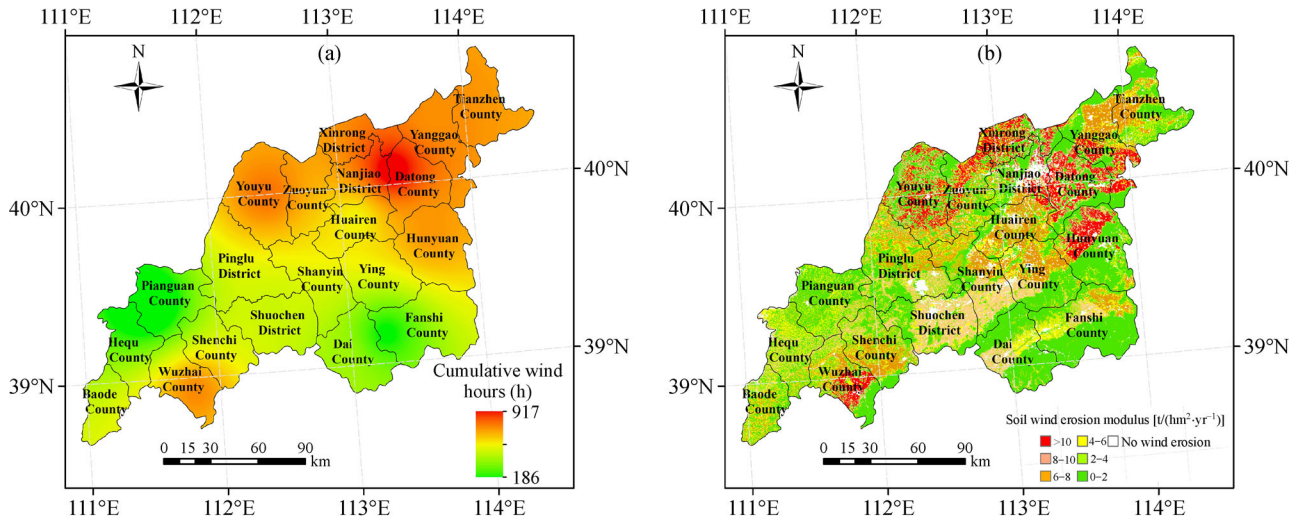 111°E
112°E
113°E
114°E
(a)
N
Tianzhen
County
Xinrong
District
Yanggao
County
40°N
Nanjiao
District
Datong
County
Youyu
County
Zuoyun
County
40°N
Huairen
County
Hunyuan
County
Pinglu
District
Shanyin
County
Ying
County
Pianguan
County
Shuochen
District
Fanshi
County
Hequ
County
Shenchi
County
Dai
County
39°N
39°N
Wuzhai
County
Baode
County
Cumulative wind
hours (h)
917
186
0 15 30 60 90
km
111°E
112°E
113°E
114°E
111°E
112°E
113°E
114°E
(b)
N
Tianzhen
County
Xinrong
District
Yanggao
County
40°N
Nanjiao
District
Datong
County
Youyu
County
Zuoyun
County
40°N
Huairen
County
Hunyuan
County
Pinglu
District
Shanyin
County
Ying
County
Pianguan
County
Shuochen
District
Fanshi
County
Hequ
County
Shenchi
County
Dai
County
39°N
39°N
Wuzhai
County
Baode
County
Soil wind erosion modulus [t/(hm²·yr⁻¹)]
>10 4−6 No wind erosion
8−10 2−4
6−8 0−2
0 15 30 60 90
km
111°E
112°E
113°E
114°E